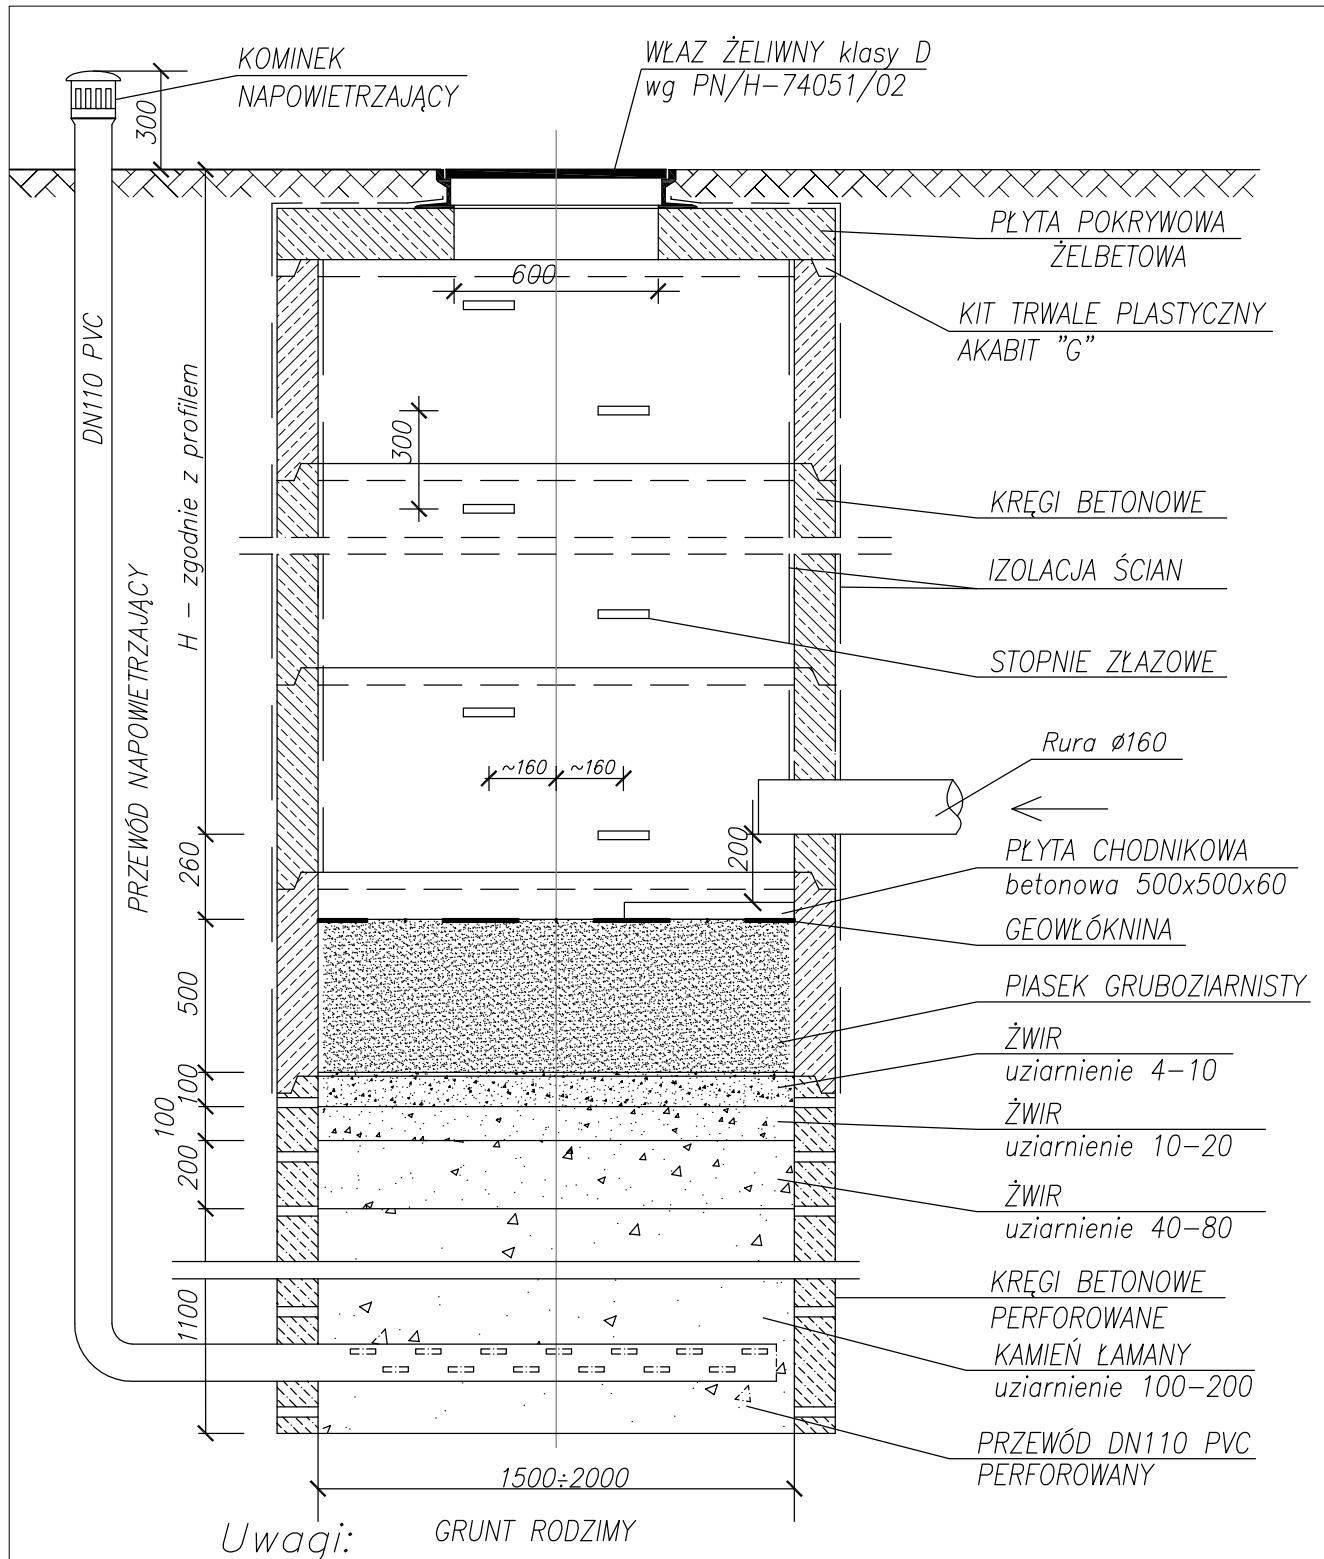 KOMINEK
NAPOWIETRZAJĄCY
WŁAZ ŻELIWNY klasy D
wg PN/H-74051/02
300
PŁYTA POKRYWOWA
ŻELBETOWA
600
KIT TRWALE PLASTYCZNY
AKABIT "G"
DN110 PVC
H - zgodnie z profilem
300
KRĘGI BETONOWE
IZOLACJA ŚCIAN
PRZEWÓD NAPOWIETRZAJĄCY
STOPNIE ZŁAZOWE
Rura ø160
~160
~160
200
260
PŁYTA CHODNIKOWA
betonowa 500x500x60
GEOWŁÓKNINA
500
PIASEK GRUBOZIARNISTY
ŻWIR
uziarnienie 4-10
100
100
ŻWIR
uziarnienie 10-20
200
ŻWIR
uziarnienie 40-80
KRĘGI BETONOWE
PERFOROWANE
1100
KAMIEŃ ŁAMANY
uziarnienie 100-200
PRZEWÓD DN110 PVC
PERFOROWANY
1500÷2000
GRUNT RODZIMY
Uwagi: